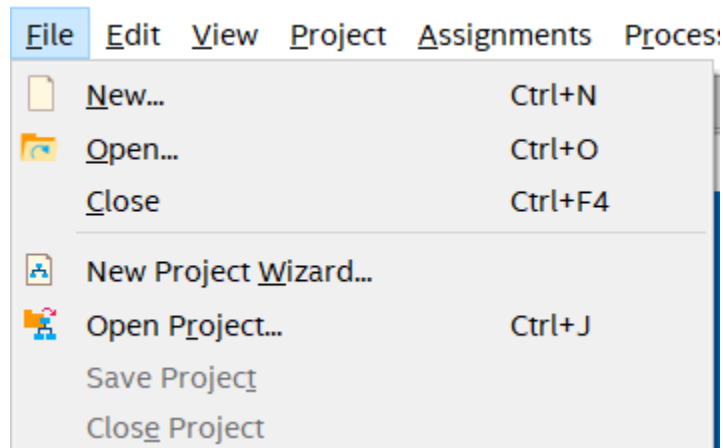 File Edit View Project Assignments Process
New... Ctrl+N
Open... Ctrl+O
Close Ctrl+F4
New Project Wizard...
Open Project... Ctrl+J
Save Project
Close Project